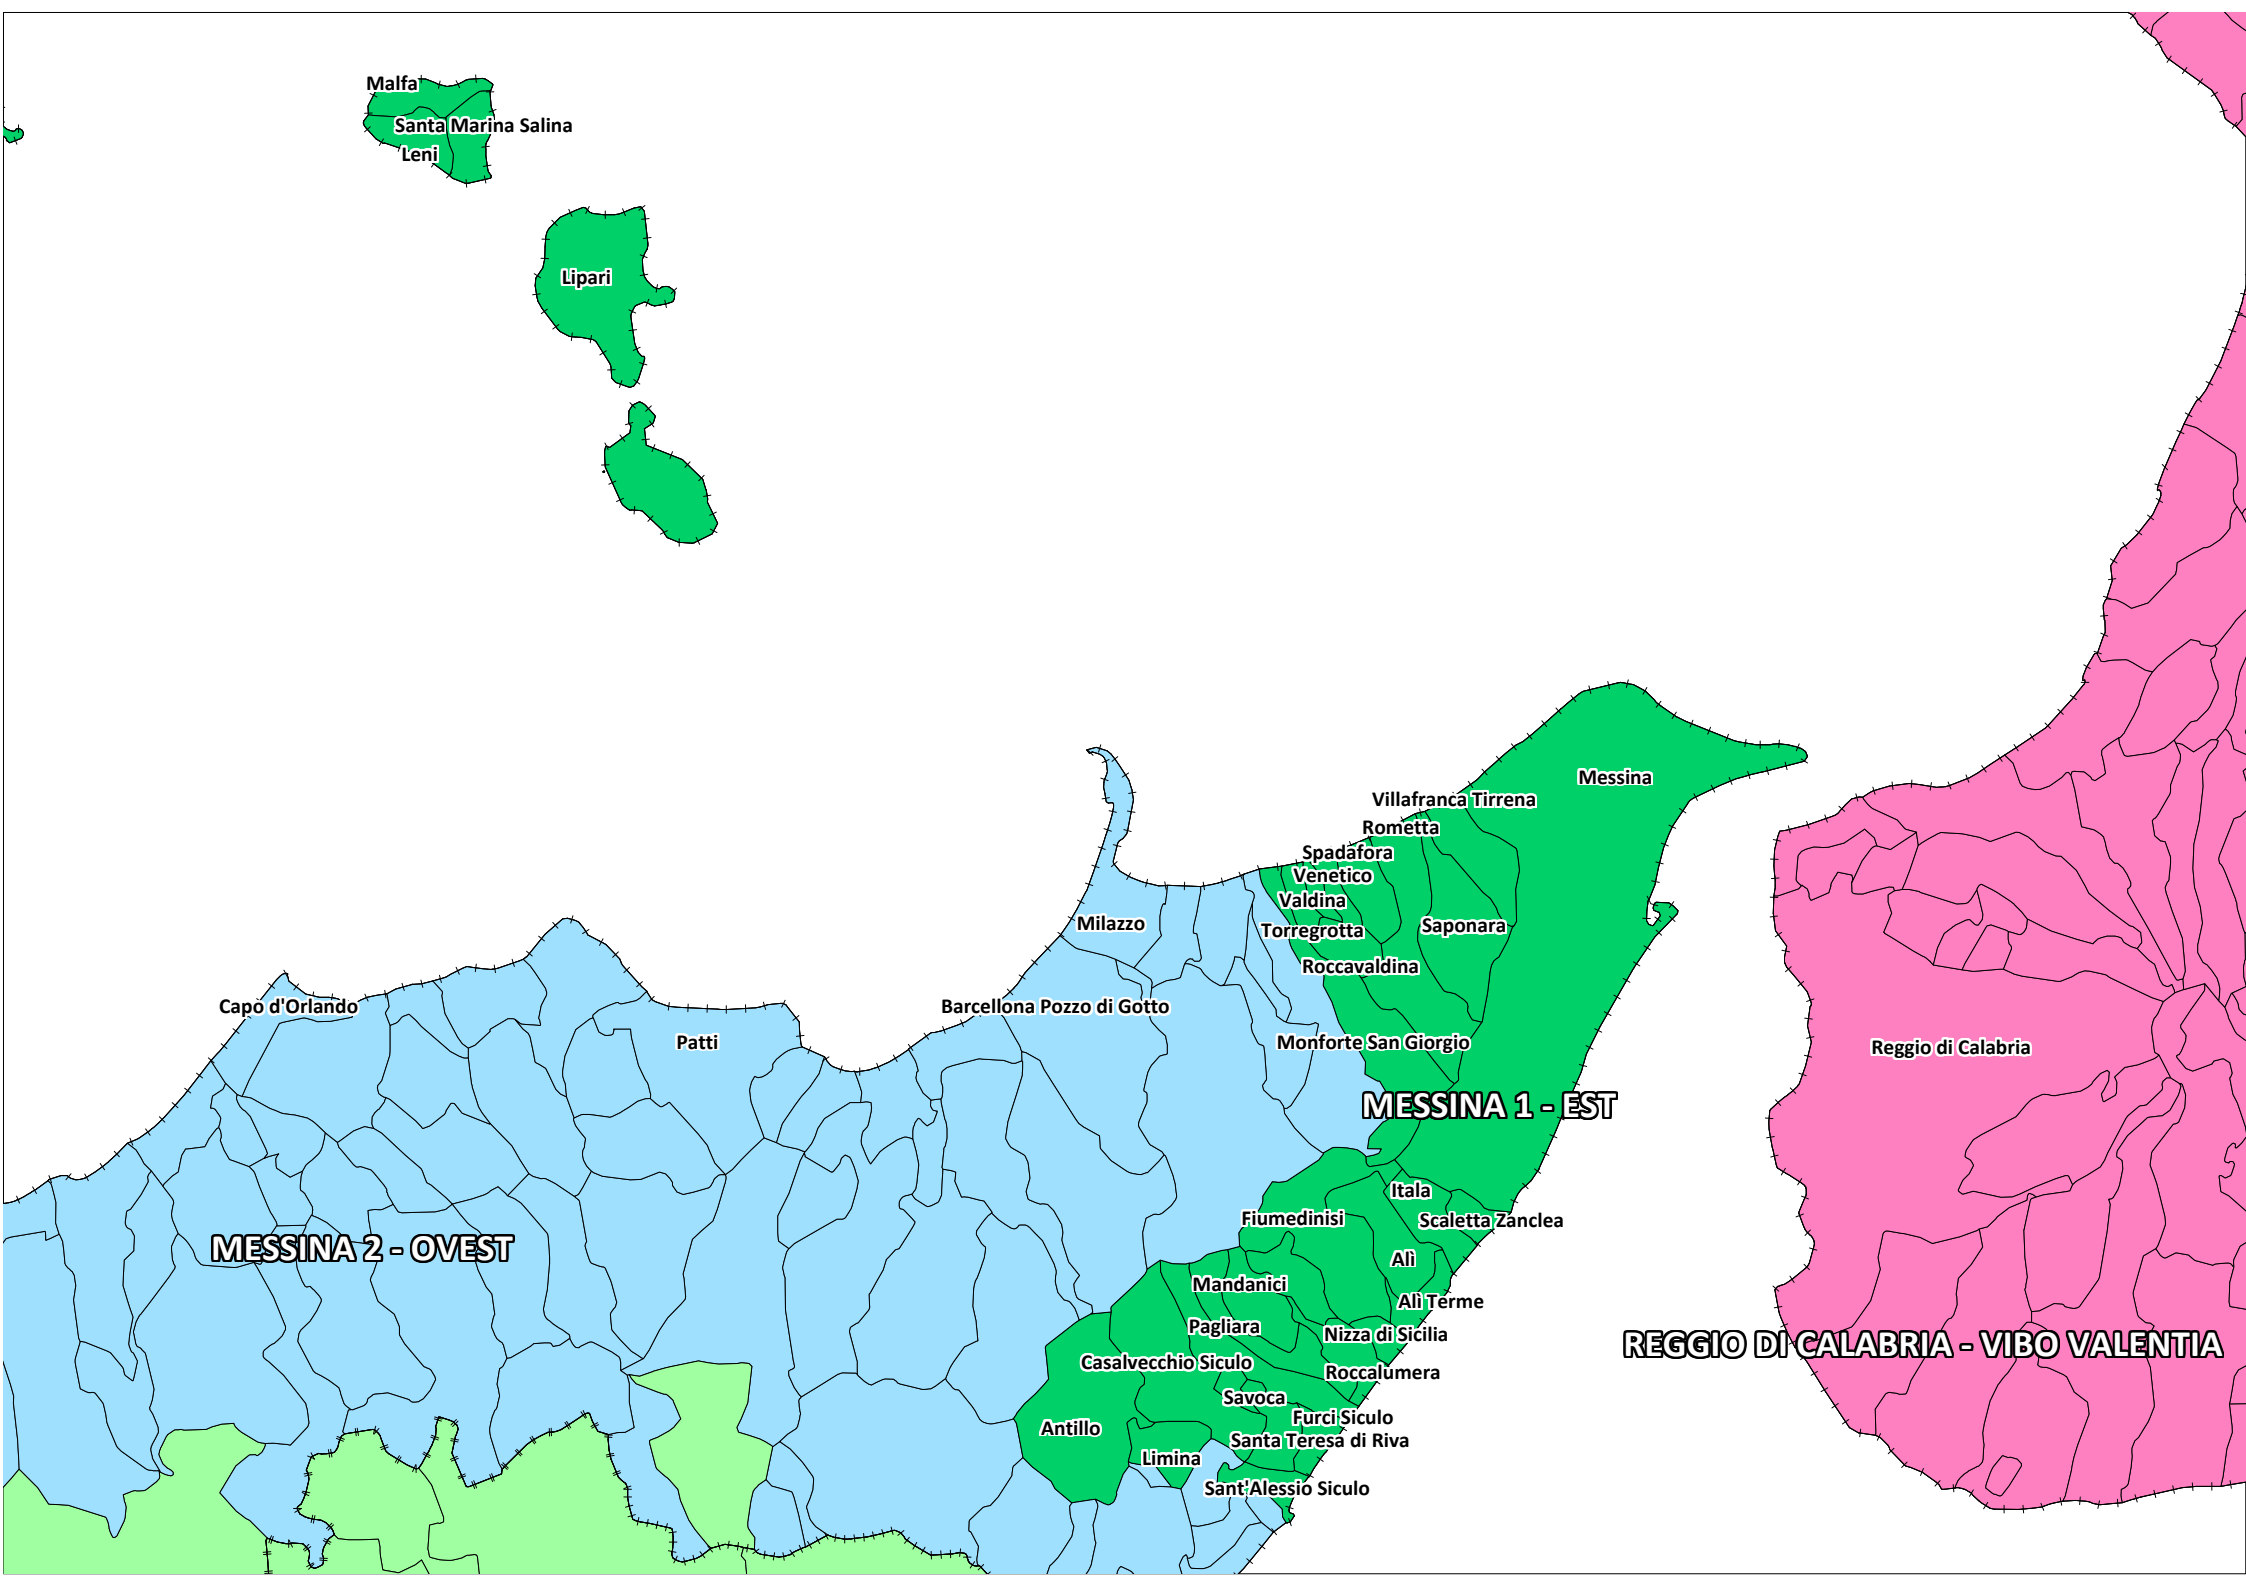 Malfa
Santa Marina Salina
Leni
Lipari
Messina
Villafranca Tirrena
Rometta
Spadafora
Venetico
Valdina
Milazzo
Torregrotta
Saponara
Roccavaldina
Capo d'Orlando
Barcellona Pozzo di Gotto
Patti
Monforte San Giorgio
Reggio di Calabria
MESSINA 1 - EST
Itala
Fiumedinisi
Scaletta Zanclea
MESSINA 2 - OVEST
Alì
Mandanici
Alì Terme
Pagliara
Nizza di Sicilia
REGGIO DI CALABRIA - VIBO VALENTIA
Casalvecchio Siculo
Roccalumera
Savoca
Furci Siculo
Antillo
Santa Teresa di Riva
Limina
Sant'Alessio Siculo